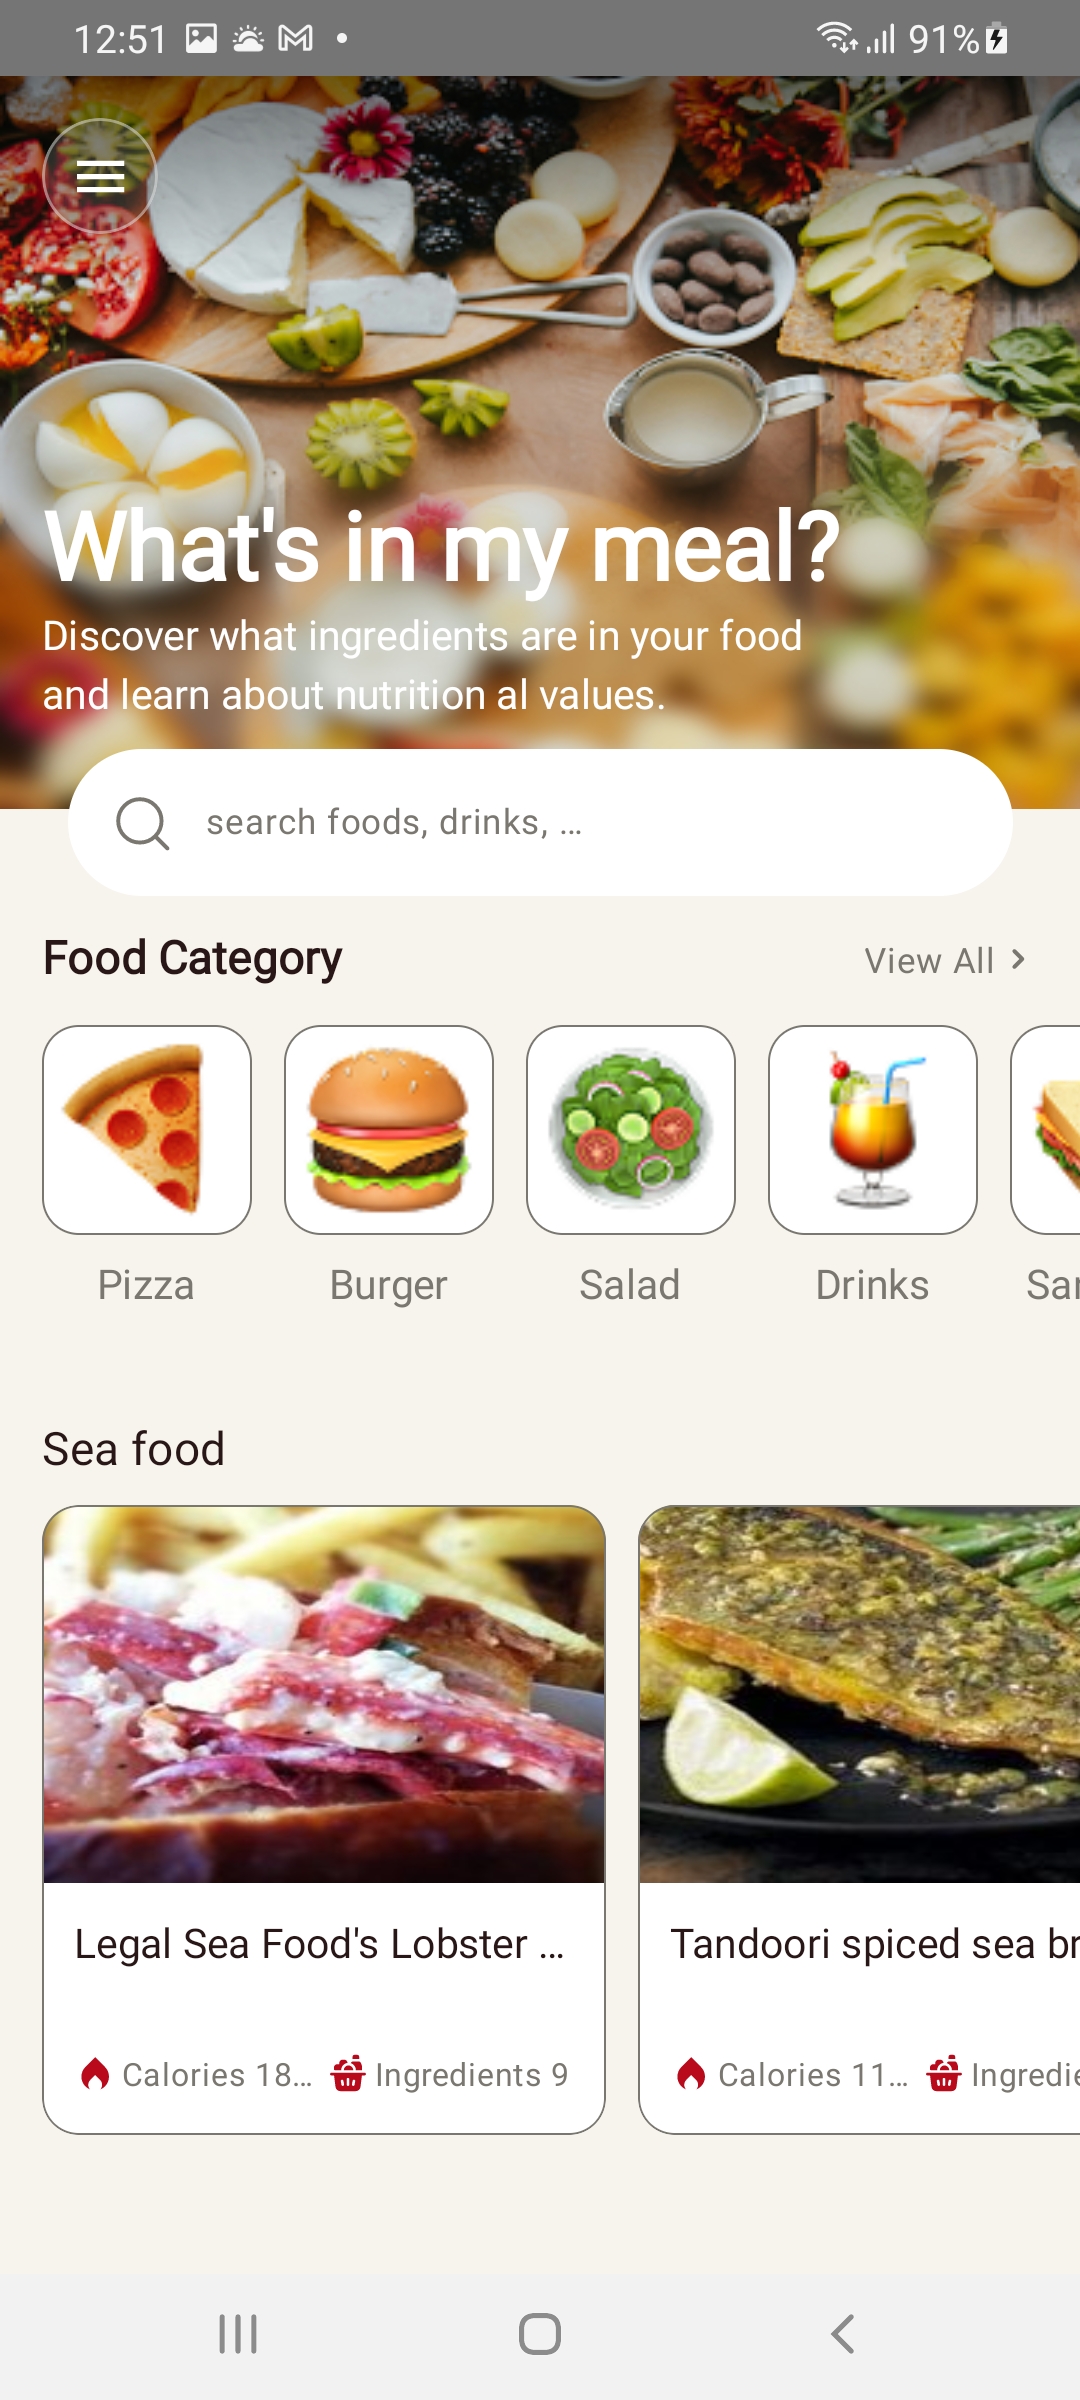 12:51 91%
What's in my meal?
Discover what ingredients are in your food
and learn about nutrition al values.
search foods, drinks, ...
Food Category View All
Pizza Burger Salad Drinks Sar
Sea food
Legal Sea Food's Lobster ... Tandoori spiced sea br
Calories 18... Ingredients 9 Calories 11... Ingredie